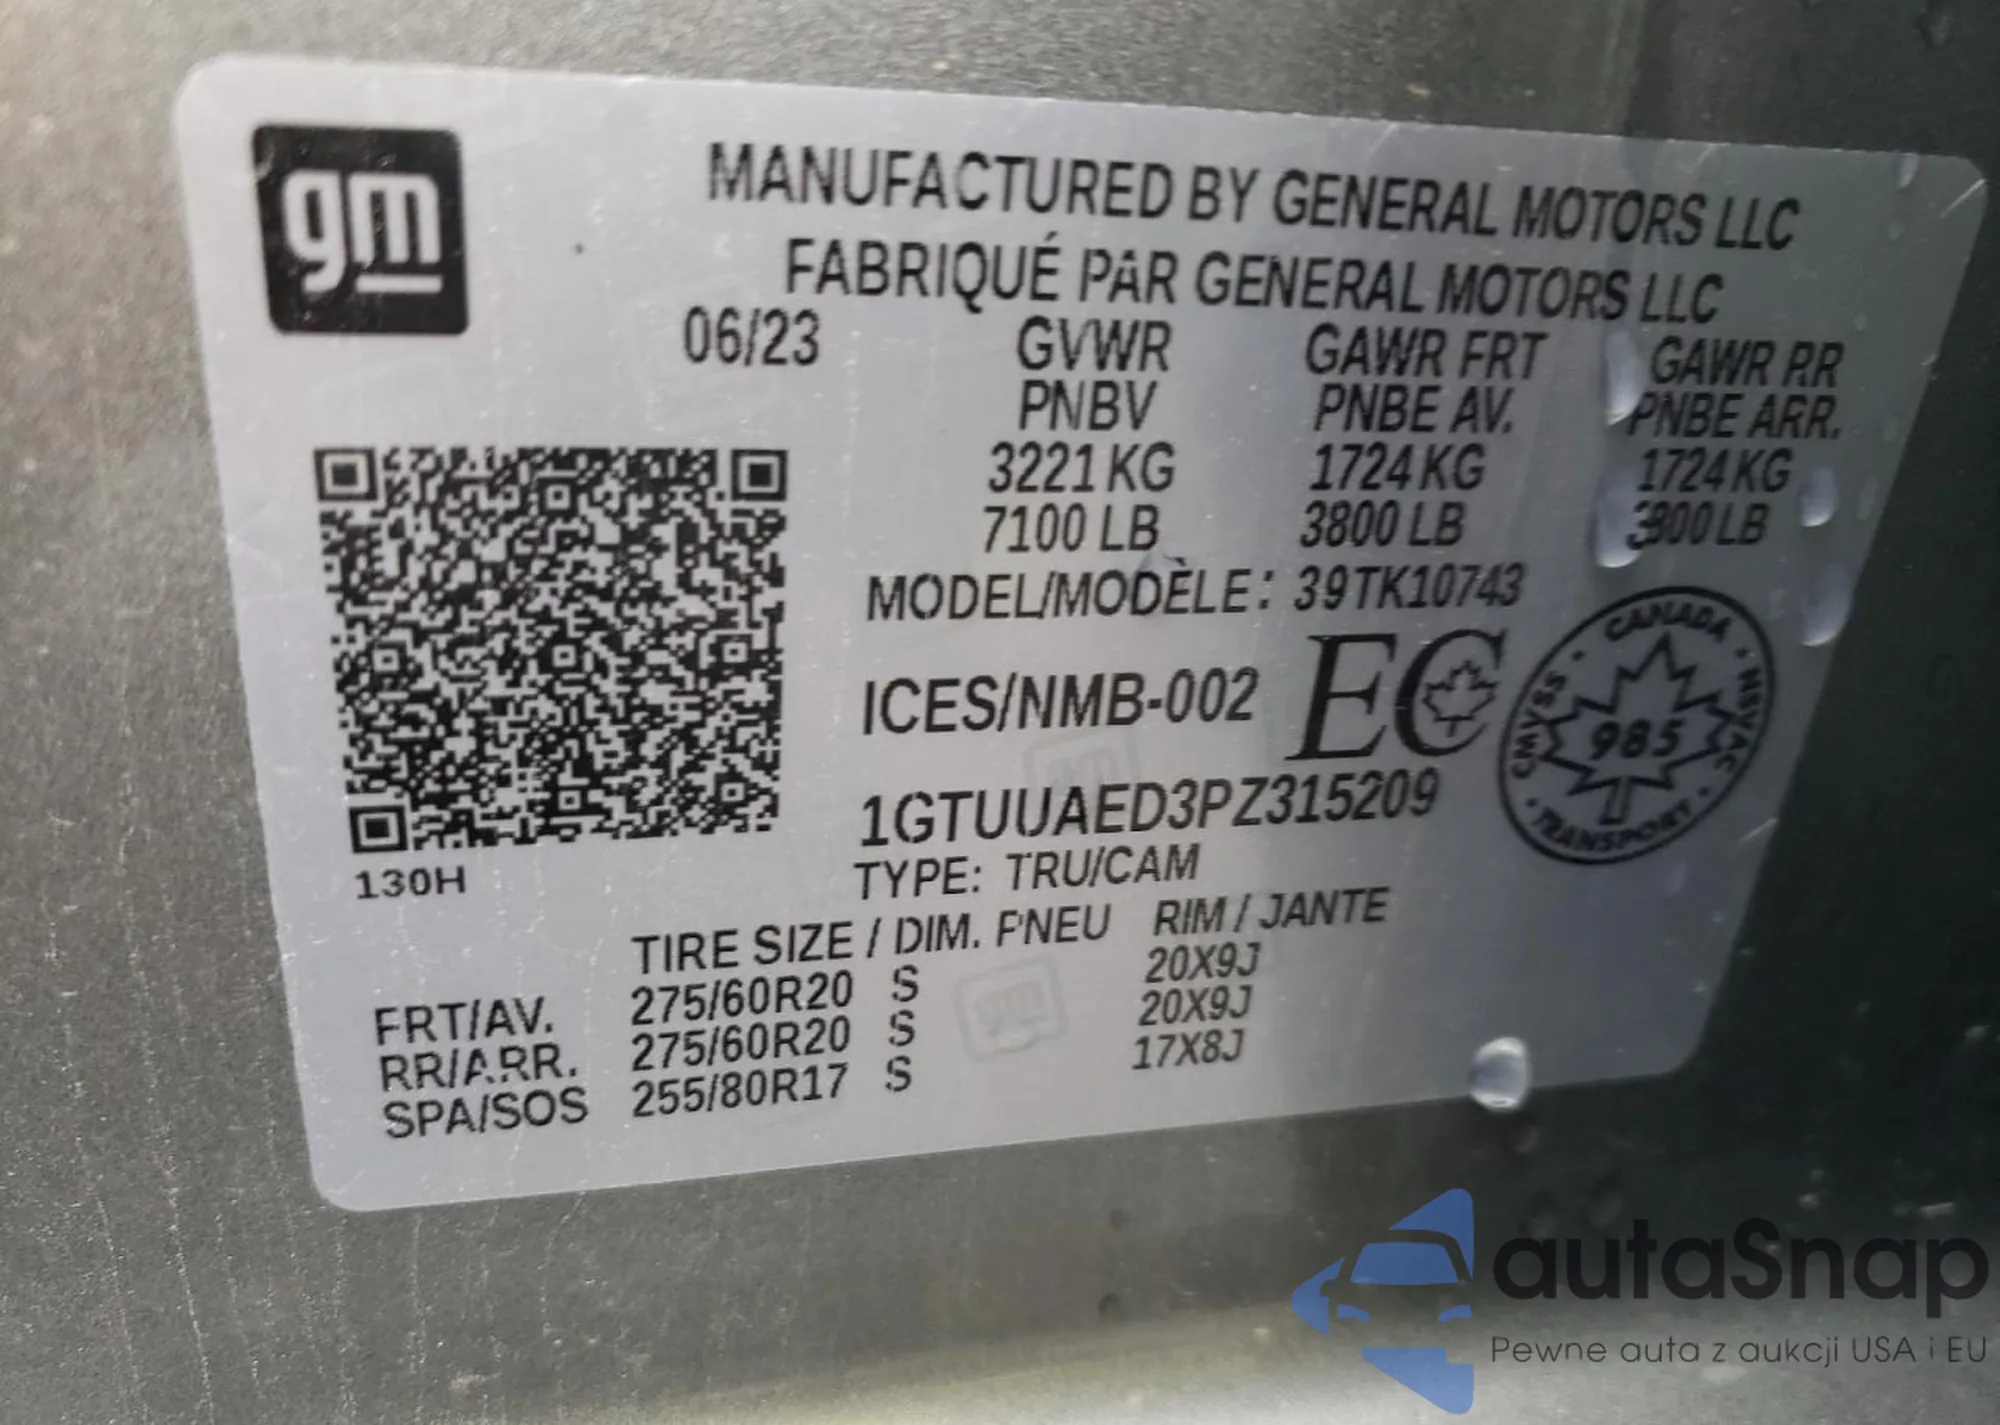 gm
MANUFACTURED BY GENERAL MOTORS LLC
FABRIQUÉ PAR GENERAL MOTORS LLC
06/23 GVWR GAWR FRT GAWR RR
PNBV PNBE AV. PNBE ARR.
3221 KG 1724 KG 1724 KG
7100 LB 3800 LB 3800 LB
MODEL/MODÈLE: 39TK10743
ICES/NMB-002 EC
CANADA · NSVAC · TRANSPORT · CMVSS ·
985
1GTUUAED3PZ315209
TYPE: TRU/CAM
130H
TIRE SIZE / DIM. PNEU RIM / JANTE
FRT/AV. 275/60R20 S 20X9J
RR/ARR. 275/60R20 S 20X9J
SPA/SOS 255/80R17 S 17X8J
gm
gm
autaSnap
Pewne auta z aukcji USA i EU